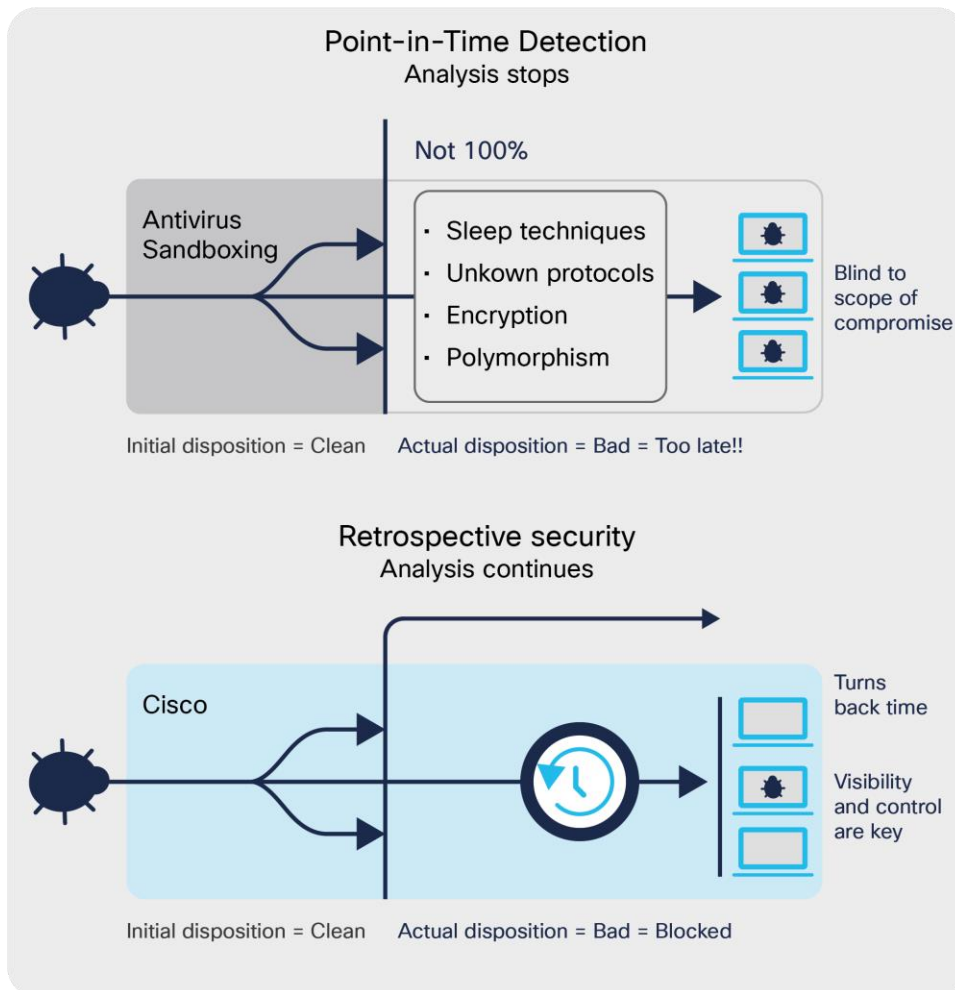 Point-in-Time Detection
Analysis stops
Not 100%
Antivirus
Sandboxing
· Sleep techniques
· Unkown protocols
· Encryption
· Polymorphism
Blind to
scope of
compromise
Initial disposition = Clean
Actual disposition = Bad = Too late!!
Retrospective security
Analysis continues
Cisco
Turns
back time
Visibility
and control
are key
Initial disposition = Clean
Actual disposition = Bad = Blocked